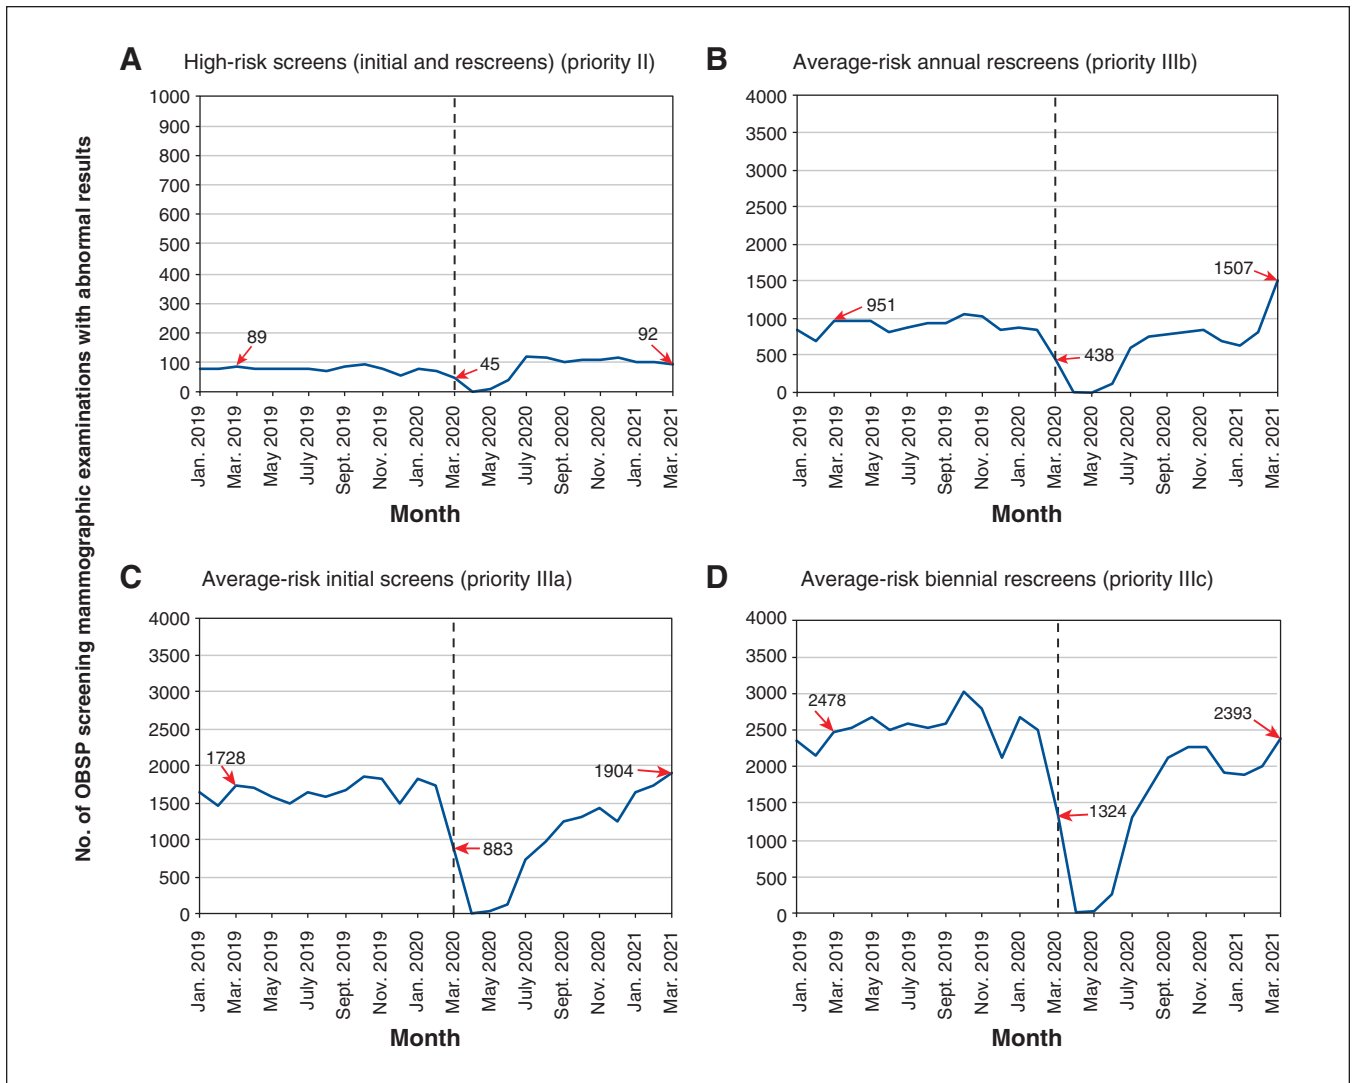 No. of OBSP screening mammographic examinations with abnormal results
A High-risk screens (initial and rescreens) (priority II)
1000
900
800
700
600
500
400
300
200
100
0
89
45
92
Jan. 2019
Mar. 2019
May 2019
July 2019
Sept. 2019
Nov. 2019
Jan. 2020
Mar. 2020
May 2020
July 2020
Sept. 2020
Nov. 2020
Jan. 2021
Mar. 2021
Month
B Average-risk annual rescreens (priority IIIb)
4000
3500
3000
2500
2000
1500
1000
500
0
951
438
1507
Jan. 2019
Mar. 2019
May 2019
July 2019
Sept. 2019
Nov. 2019
Jan. 2020
Mar. 2020
May 2020
July 2020
Sept. 2020
Nov. 2020
Jan. 2021
Mar. 2021
Month
C Average-risk initial screens (priority IIIa)
4000
3500
3000
2500
2000
1500
1000
500
0
1728
883
1904
Jan. 2019
Mar. 2019
May 2019
July 2019
Sept. 2019
Nov. 2019
Jan. 2020
Mar. 2020
May 2020
July 2020
Sept. 2020
Nov. 2020
Jan. 2021
Mar. 2021
Month
D Average-risk biennial rescreens (priority IIIc)
4000
3500
3000
2500
2000
1500
1000
500
0
2478
1324
2393
Jan. 2019
Mar. 2019
May 2019
July 2019
Sept. 2019
Nov. 2019
Jan. 2020
Mar. 2020
May 2020
July 2020
Sept. 2020
Nov. 2020
Jan. 2021
Mar. 2021
Month